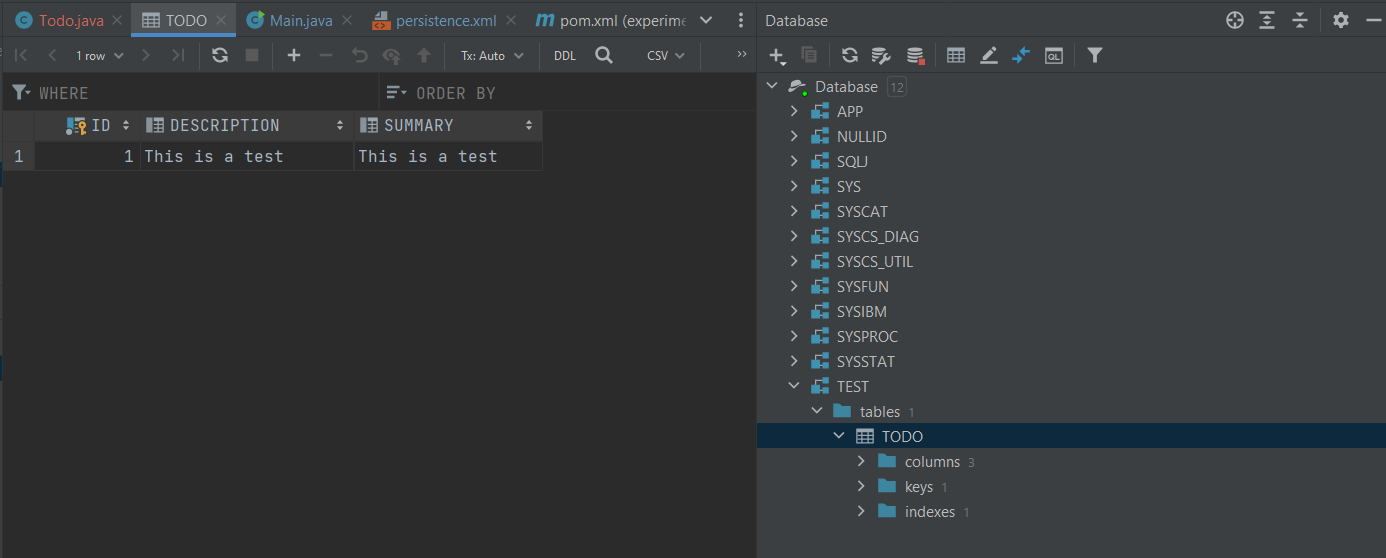 Todo.java TODO Main.java persistence.xml pom.xml (experime
1 row Tx: Auto DDL CSV
WHERE ORDER BY
ID DESCRIPTION SUMMARY
1 1 This is a test This is a test
Database
QL
Database 12
APP
NULLID
SQLJ
SYS
SYSCAT
SYSCS_DIAG
SYSCS_UTIL
SYSFUN
SYSIBM
SYSPROC
SYSSTAT
TEST
tables 1
TODO
columns 3
keys 1
indexes 1